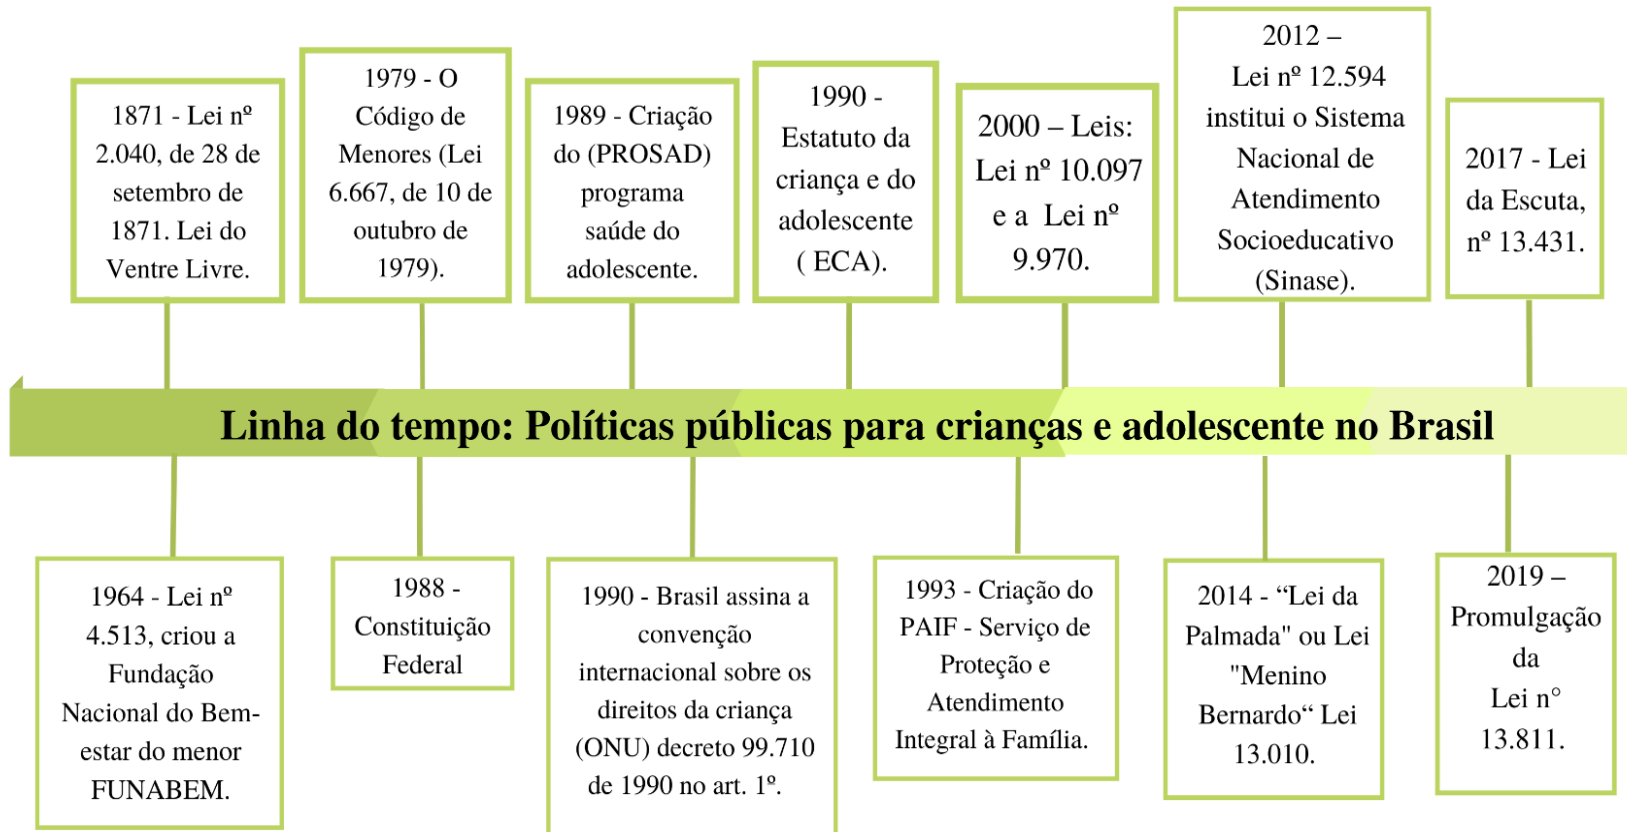 1871 - Lei nº
2.040, de 28 de
setembro de
1871. Lei do
Ventre Livre.
1979 - O
Código de
Menores (Lei
6.667, de 10 de
outubro de
1979).
1989 - Criação
do (PROSAD)
programa
saúde do
adolescente.
1990 -
Estatuto da
criança e do
adolescente
( ECA).
2000 – Leis:
Lei nº 10.097
e a Lei nº
9.970.
2012 –
Lei nº 12.594
institui o Sistema
Nacional de
Atendimento
Socioeducativo
(Sinase).
2017 - Lei
da Escuta,
nº 13.431.
Linha do tempo: Políticas públicas para crianças e adolescente no Brasil
1964 - Lei nº
4.513, criou a
Fundação
Nacional do Bem-
estar do menor
FUNABEM.
1988 -
Constituição
Federal
1990 - Brasil assina a
convenção
internacional sobre os
direitos da criança
(ONU) decreto 99.710
de 1990 no art. 1º.
1993 - Criação do
PAIF - Serviço de
Proteção e
Atendimento
Integral à Família.
2014 - “Lei da
Palmada" ou Lei
"Menino
Bernardo“ Lei
13.010.
2019 –
Promulgação
da
Lei n°
13.811.